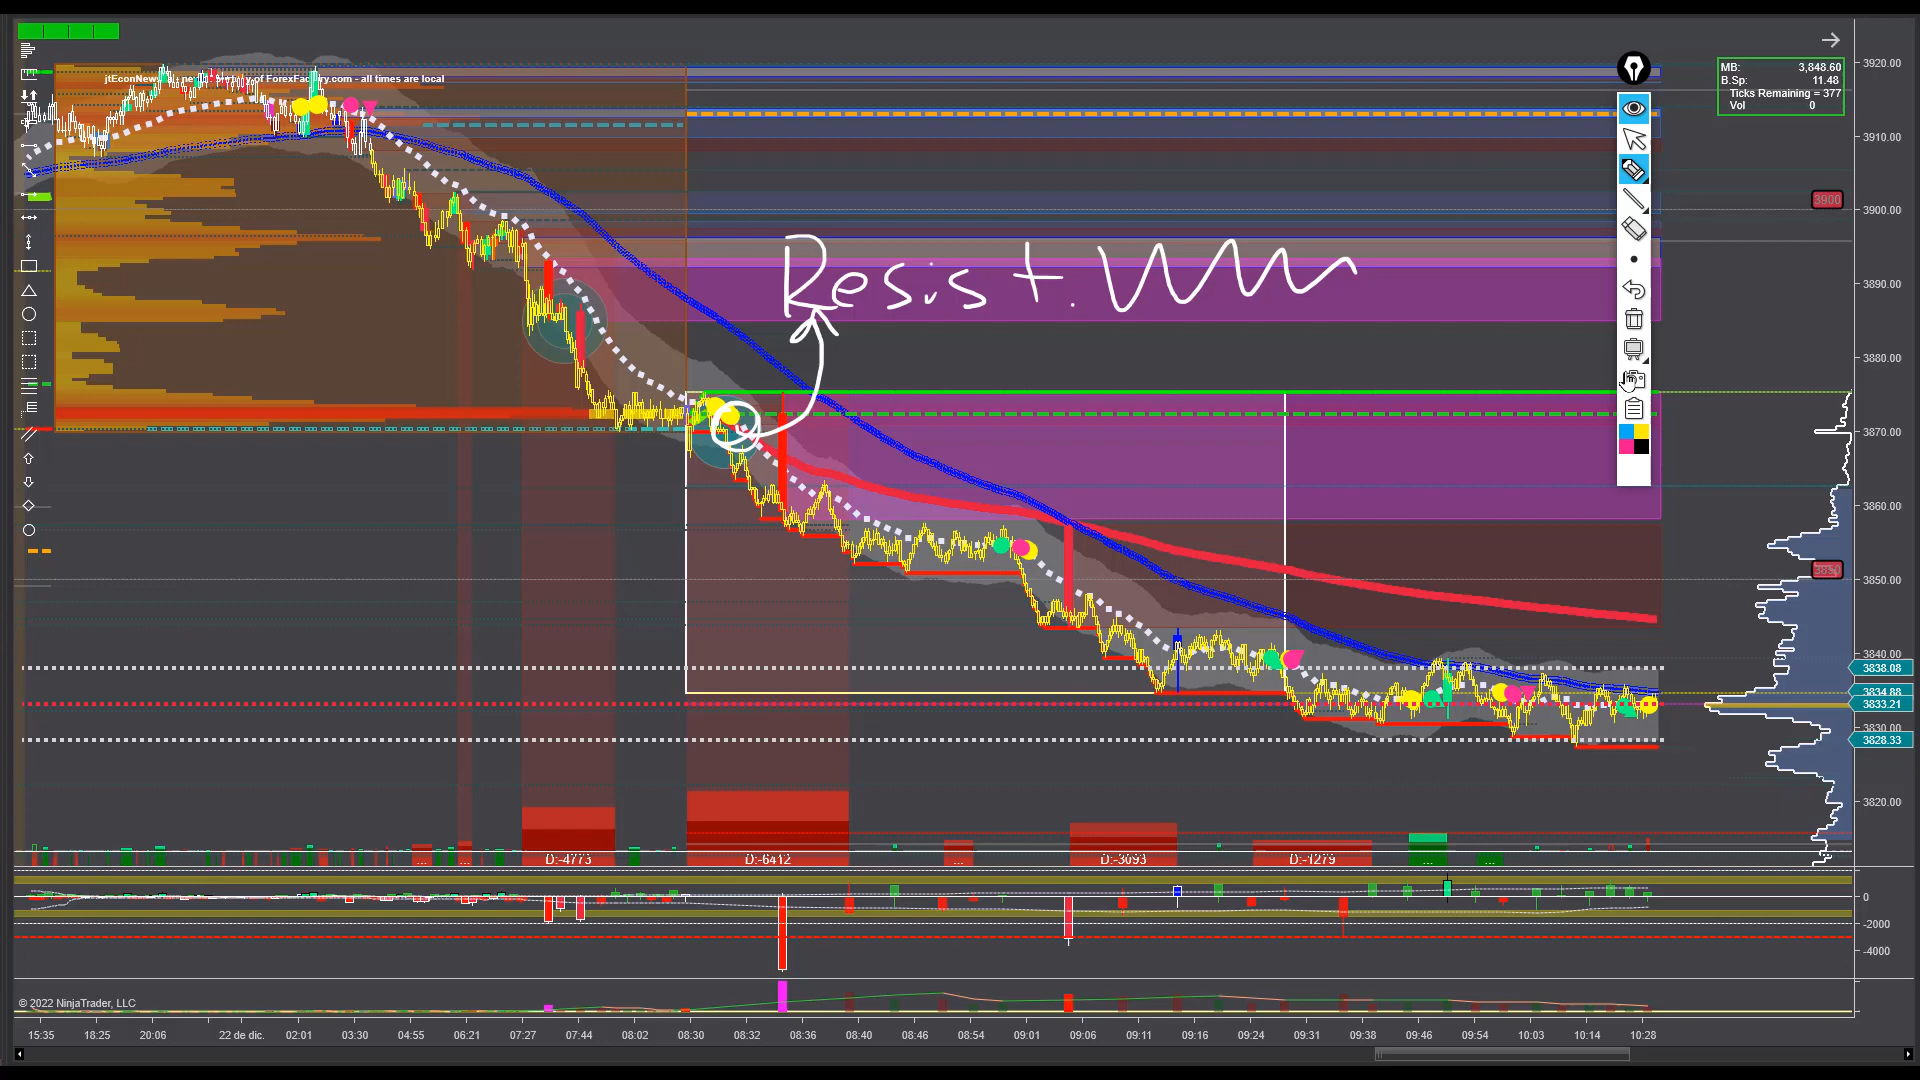 jtEconNew
of ForexFactory.com - all times are local
MB: 3,848.60
B.Sp: 11.48
Ticks Remaining = 377
Vol 0
Resist.
3920.00
3910.00
3900
3900.00
3890.00
3880.00
3870.00
3860.00
3850
3850.00
3840.00
3838.08
3834.88
3833.21
3830.00
3828.33
3820.00
... ... D:-4773 D:-6412 ... D:-3093 D:-1279 ... ...
0
-2000
-4000
© 2022 NinjaTrader, LLC
15:35 18:25 20:06 22 de dic. 02:01 03:30 04:55 06:21 07:27 07:44 08:02 08:30 08:32 08:36 08:40 08:46 08:54 09:01 09:06 09:11 09:16 09:24 09:31 09:36 09:46 09:54 10:03 10:14 10:28